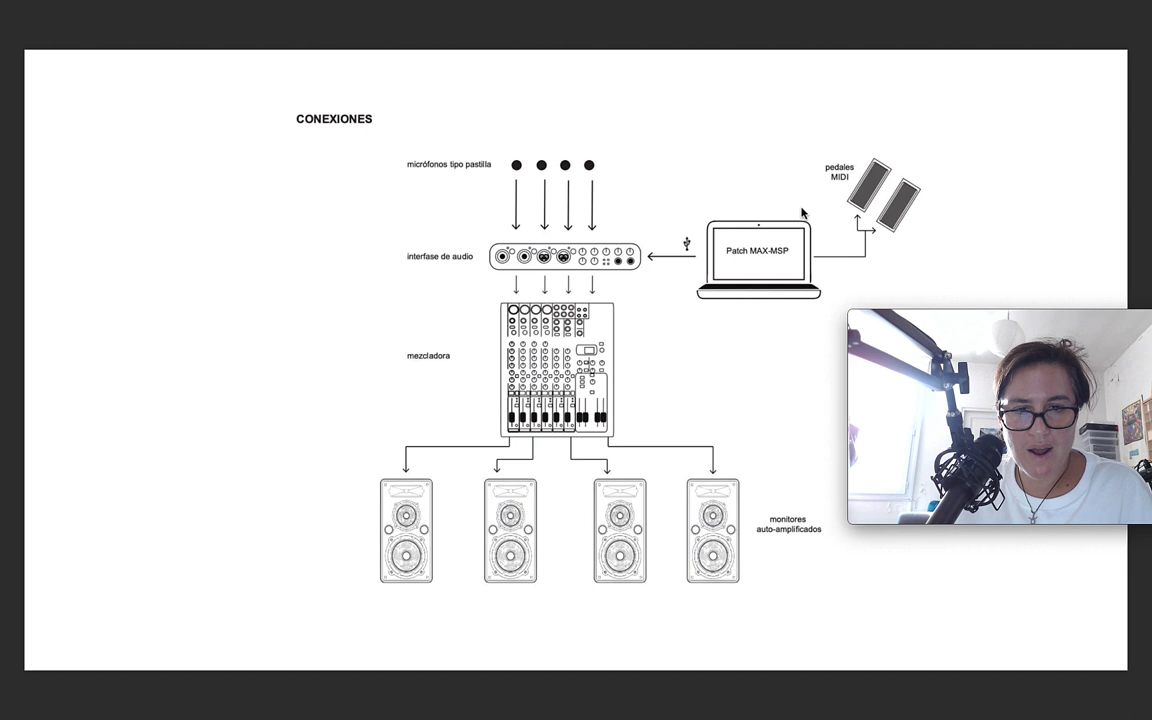 CONEXIONES
micrófonos tipo pastilla
pedales
MIDI
interfase de audio
Patch MAX-MSP
mezcladora
monitores
auto-amplificados